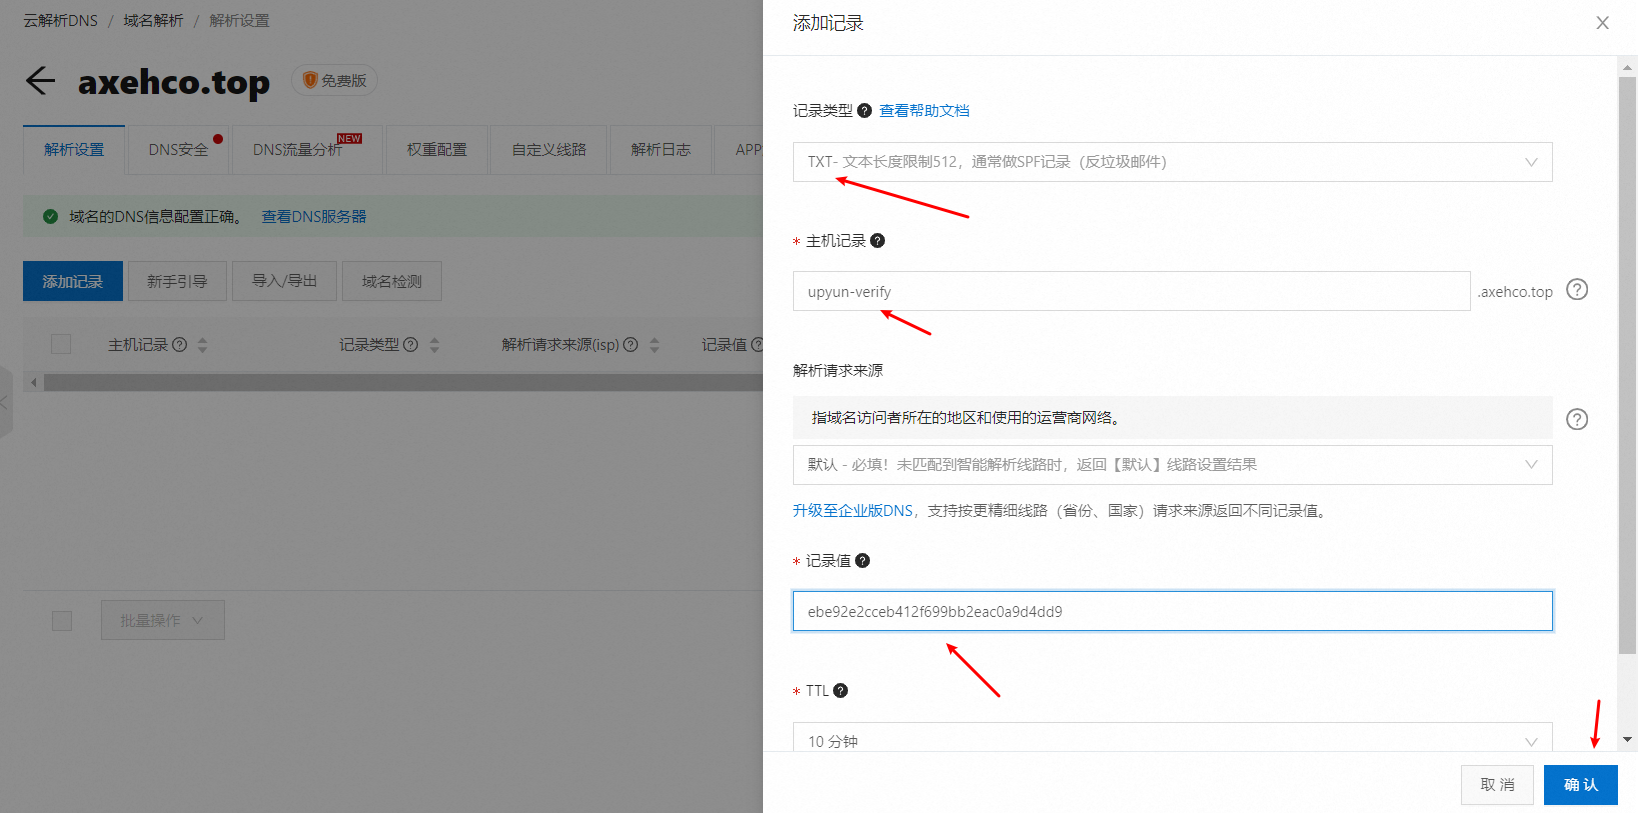 云解析DNS / 域名解析 / 解析设置
axehco.top 免费版
解析设置 DNS安全 DNS流量分析 NEW 权重配置 自定义线路 解析日志 APP
域名的DNS信息配置正确。 查看DNS服务器
添加记录 新手引导 导入/导出 域名检测
主机记录 记录类型 解析请求来源(isp) 记录值
批量操作
添加记录
记录类型 查看帮助文档
TXT- 文本长度限制512，通常做SPF记录（反垃圾邮件）
* 主机记录
upyun-verify .axehco.top
解析请求来源
指域名访问者所在的地区和使用的运营商网络。
默认 - 必填！未匹配到智能解析线路时，返回【默认】线路设置结果
升级至企业版DNS，支持按更精细线路（省份、国家）请求来源返回不同记录值。
* 记录值
ebe92e2cceb412f699bb2eac0a9d4dd9
* TTL
10 分钟
取 消 确 认